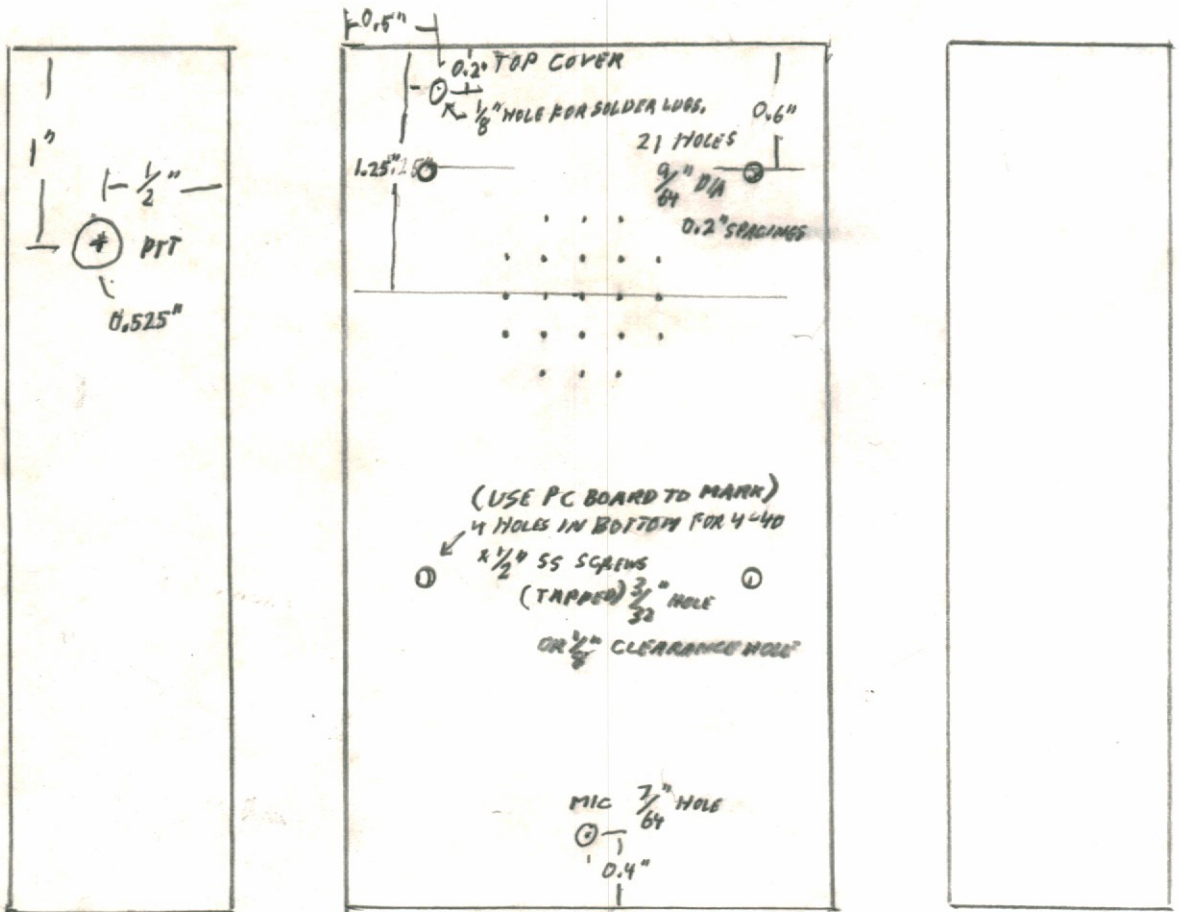 1"
1/2"
PTT
0.525"
0.5"
0.2" TOP COVER
1/8" HOLE FOR SOLDER LUGS.
0.6"
1.25"
21 HOLES
9/64" DIA
0.2" SPACINGS
(USE PC BOARD TO MARK)
4 HOLES IN BOTTOM FOR 4-40
x 1/2" SS SCREWS
(TAPPED) 3/32" HOLE
OR 1/8" CLEARANCE HOLE
MIC 7/64" HOLE
0.4"